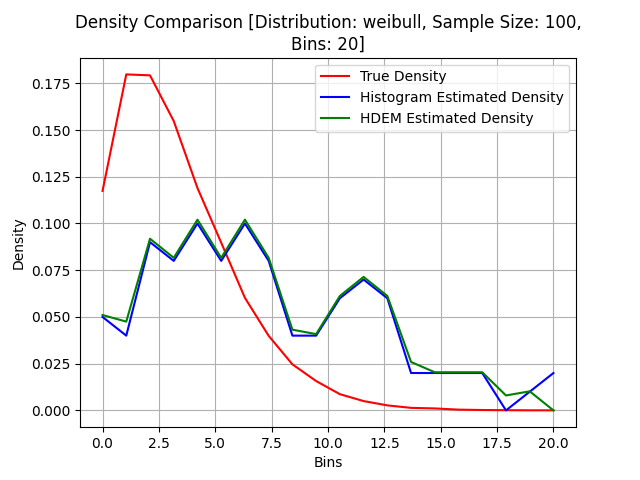 Density Comparison [Distribution: weibull, Sample Size: 100,
Bins: 20]
True Density
Histogram Estimated Density
HDEM Estimated Density
Density
0.175
0.150
0.125
0.100
0.075
0.050
0.025
0.000
0.0 2.5 5.0 7.5 10.0 12.5 15.0 17.5 20.0
Bins